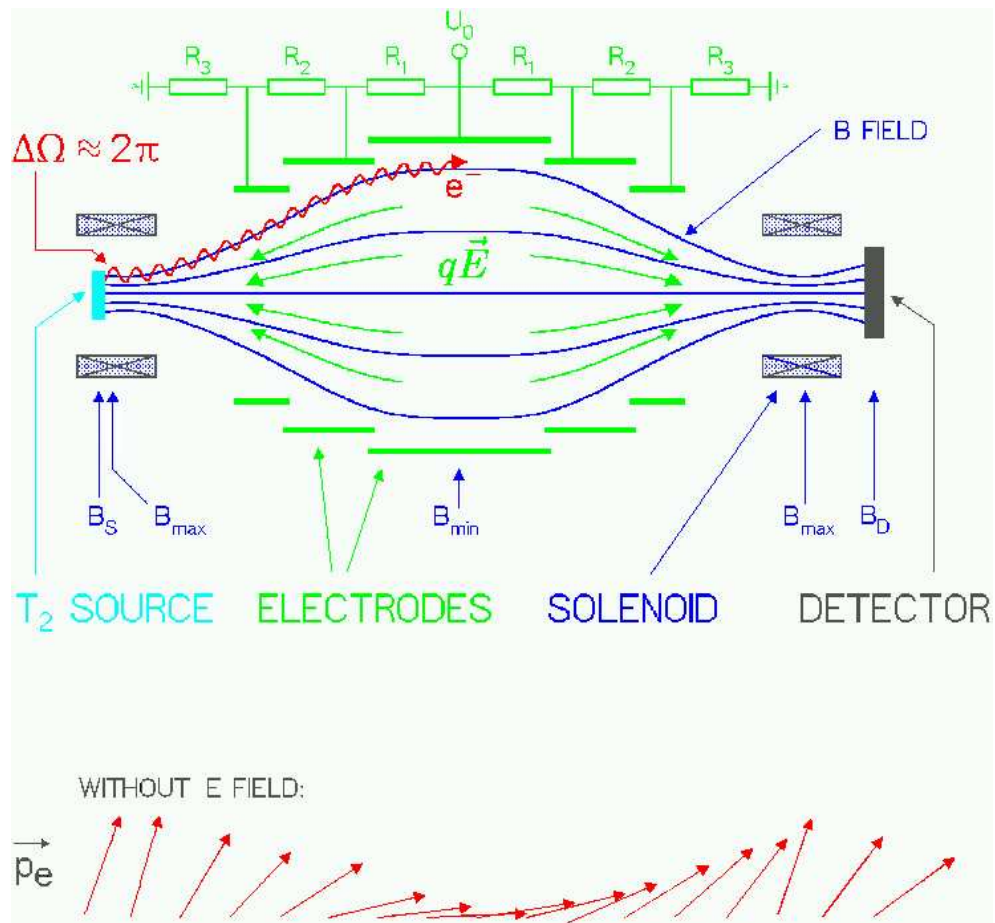 U₀
R₃ R₂ R₁ R₁ R₂ R₃
ΔΩ ≈ 2π
B FIELD
e⁻
qE⃗
B_S B_max B_min B_max B_D
T₂ SOURCE ELECTRODES SOLENOID DETECTOR
WITHOUT E FIELD:
p⃗_e